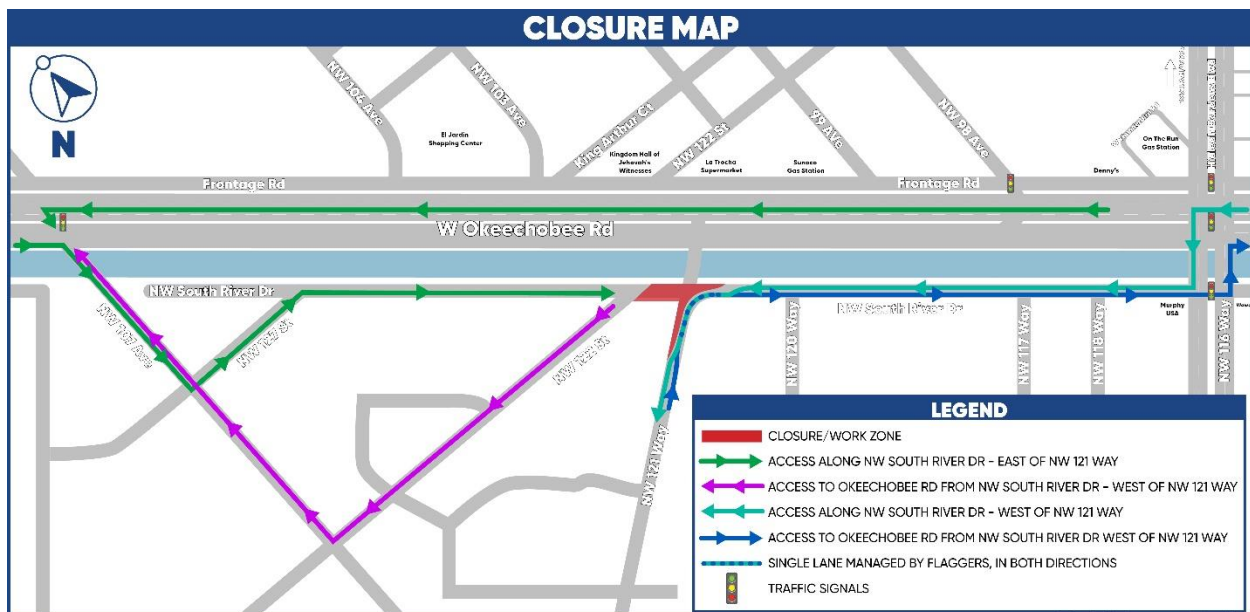 CLOSURE MAP
N
NW 104 Ave
NW 103 Ave
El Jardin
Shopping Center
King Arthur Ct
Kingdom Hall of
Jehovah's
Witnesses
NW 122 St
La Trocha
Supermarket
99 AVe
Sunoco
Gas Station
NW 98 Ave
Denny's
On The Run
Gas Station
Frontage Rd
Frontage Rd
W Okeechobee Rd
NW South River Dr
NW 107 Ave
NW 127 St
NW 122 St
NW 121 Way
NW South River Dr
NW 120 Way
NW 117 Way
NW 118 Way
Murphy
USA
NW 116 Way
LEGEND
CLOSURE/WORK ZONE
ACCESS ALONG NW SOUTH RIVER DR - EAST OF NW 121 WAY
ACCESS TO OKEECHOBEE RD FROM NW SOUTH RIVER DR - WEST OF NW 121 WAY
ACCESS ALONG NW SOUTH RIVER DR - WEST OF NW 121 WAY
ACCESS TO OKEECHOBEE RD FROM NW SOUTH RIVER DR WEST OF NW 121 WAY
SINGLE LANE MANAGED BY FLAGGERS, IN BOTH DIRECTIONS
TRAFFIC SIGNALS